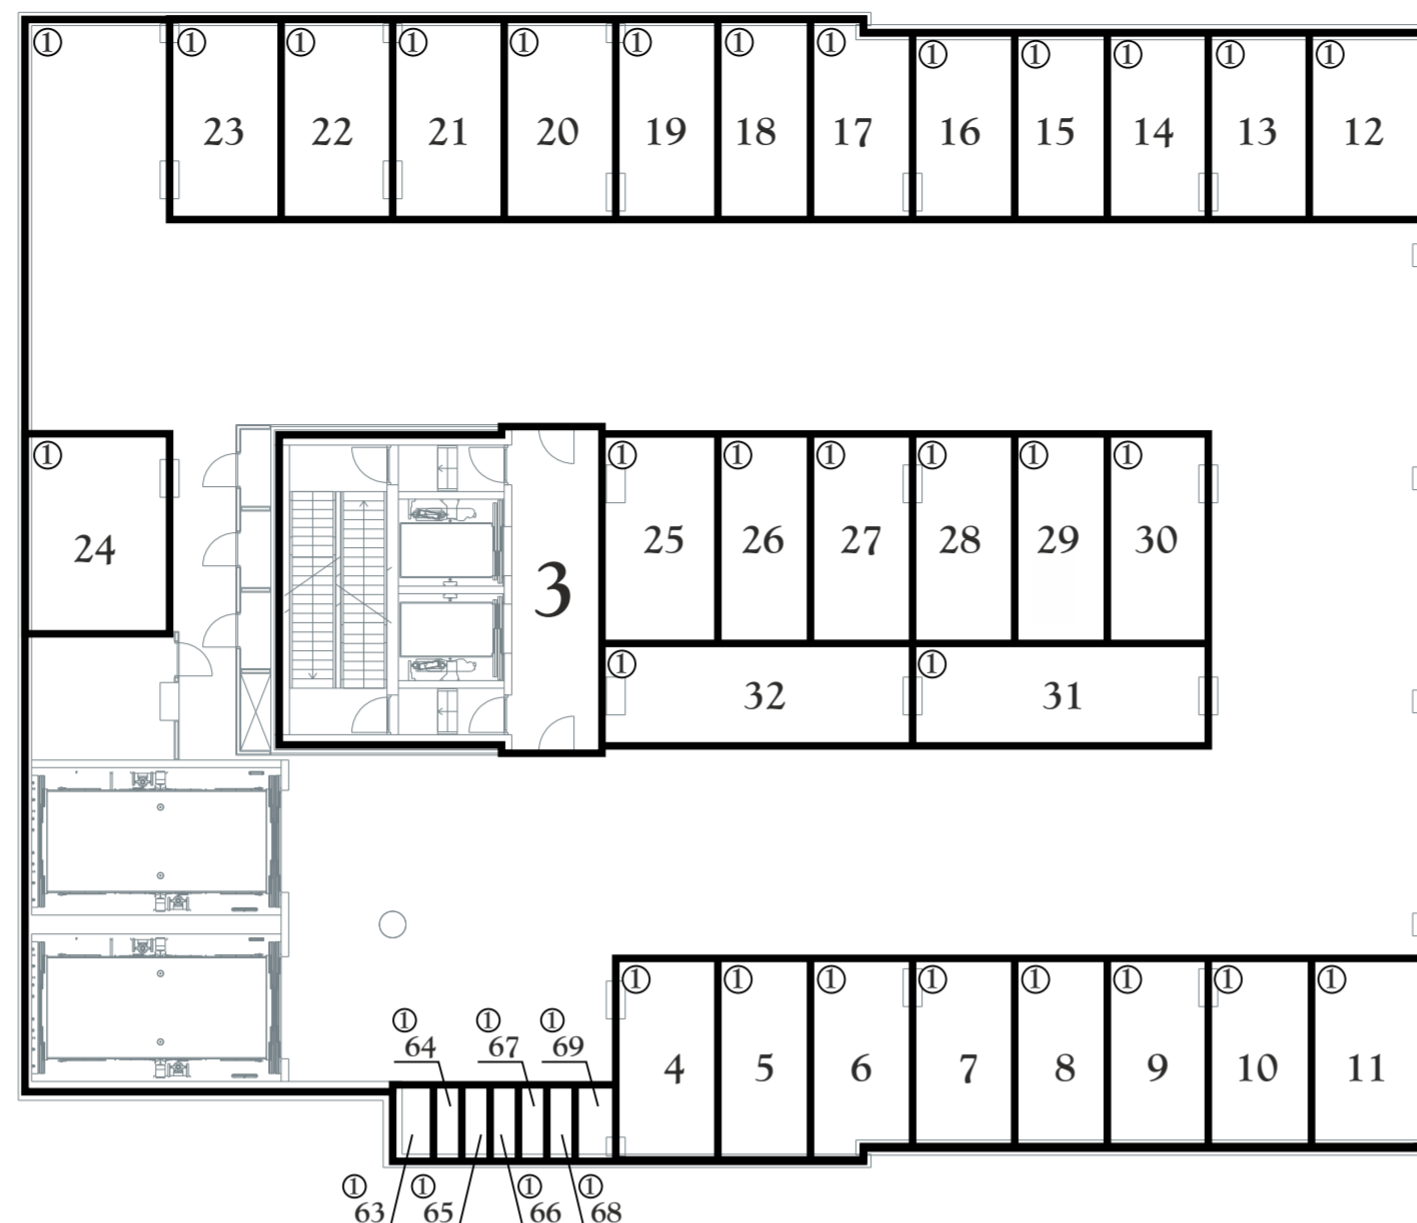 ① ① ① ① ① ① ① ① ① ① ① ① ①
23 22 21 20 19 18 17 16 15 14 13 12
① ① ① ① ① ① ①
24 25 26 27 28 29 30
3
① ①
32 31
① ① ① ① ① ① ① ①
4 5 6 7 8 9 10 11
① ① ①
64 67 69
① ① ① ①
63 65 66 68